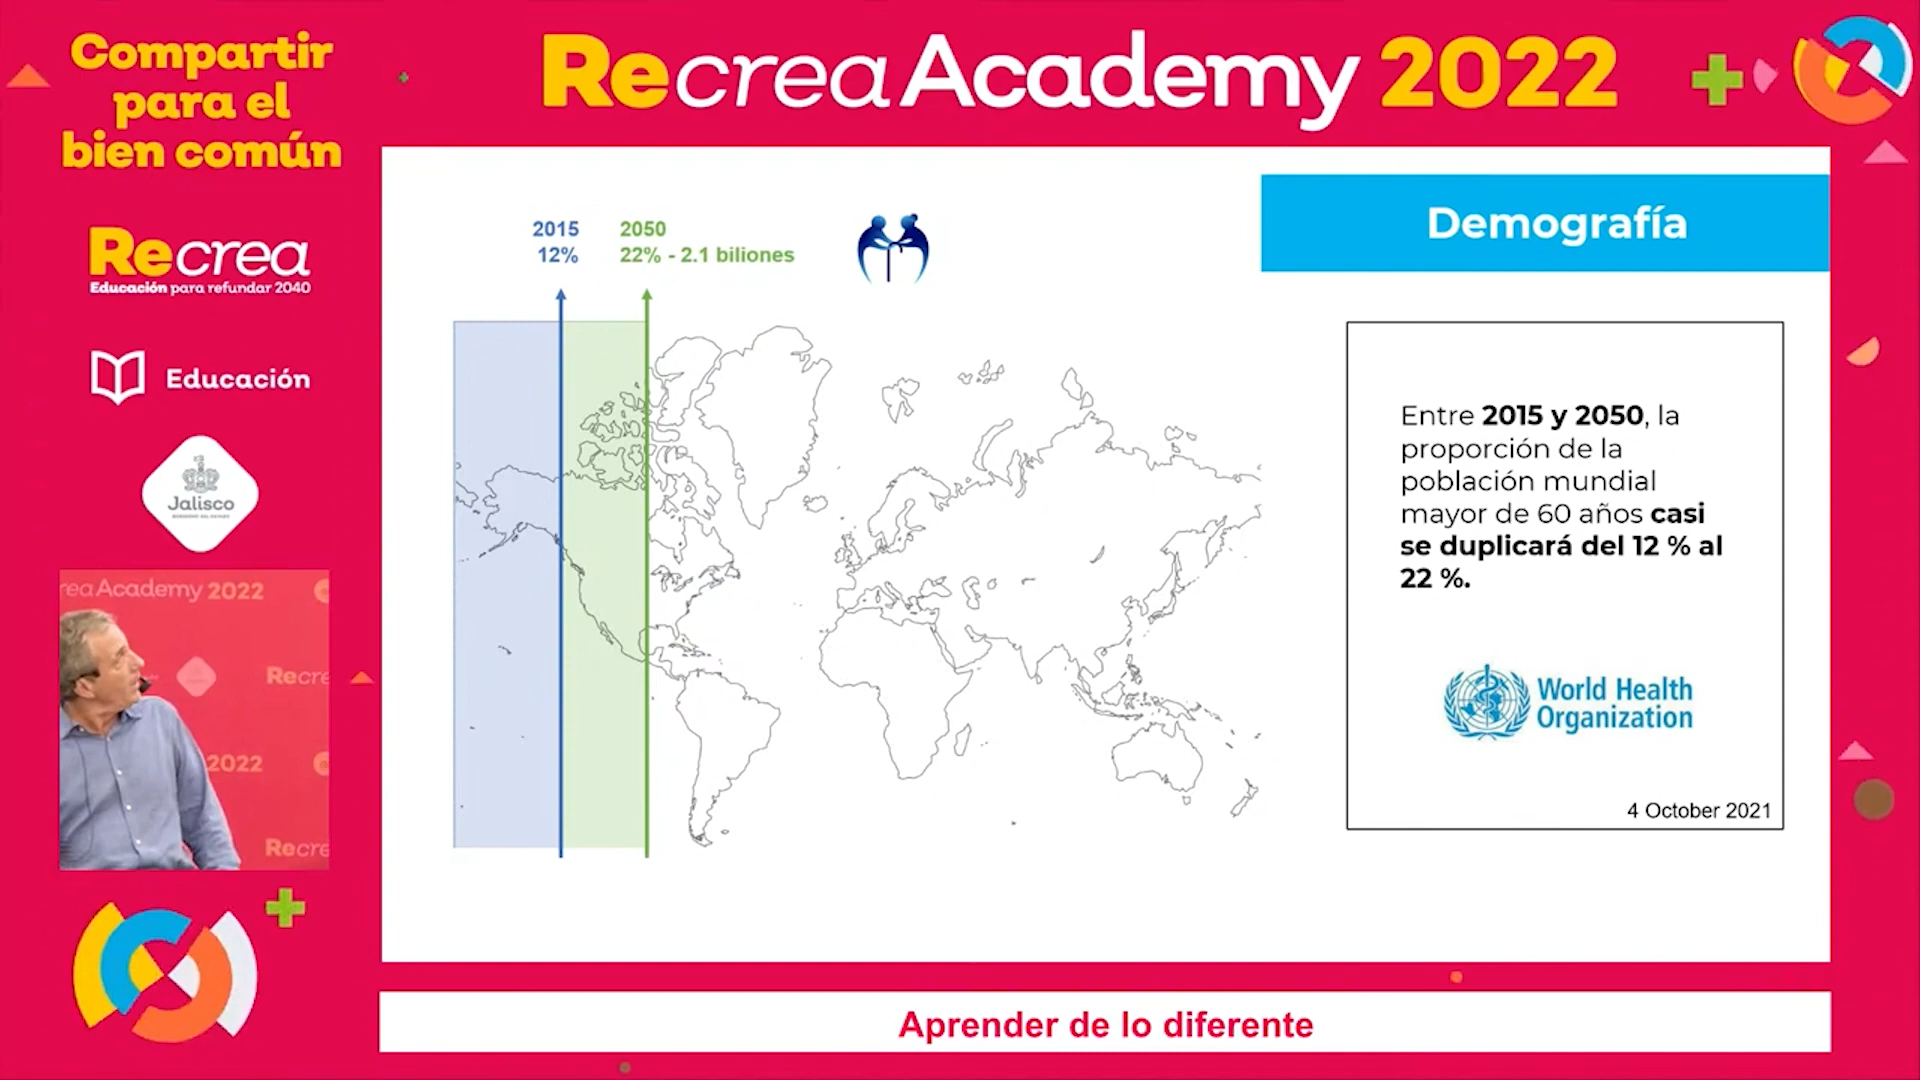 Compartir
para el
bien común
RecreaAcademy 2022
Recrea
Educación para refundar 2040
Educación
Jalisco
rea Academy 2022
Recre
2022
Recre
Demografía
2015
12%
2050
22% - 2.1 biliones
Entre 2015 y 2050, la
proporción de la
población mundial
mayor de 60 años casi
se duplicará del 12 % al
22 %.
World Health
Organization
4 October 2021
Aprender de lo diferente